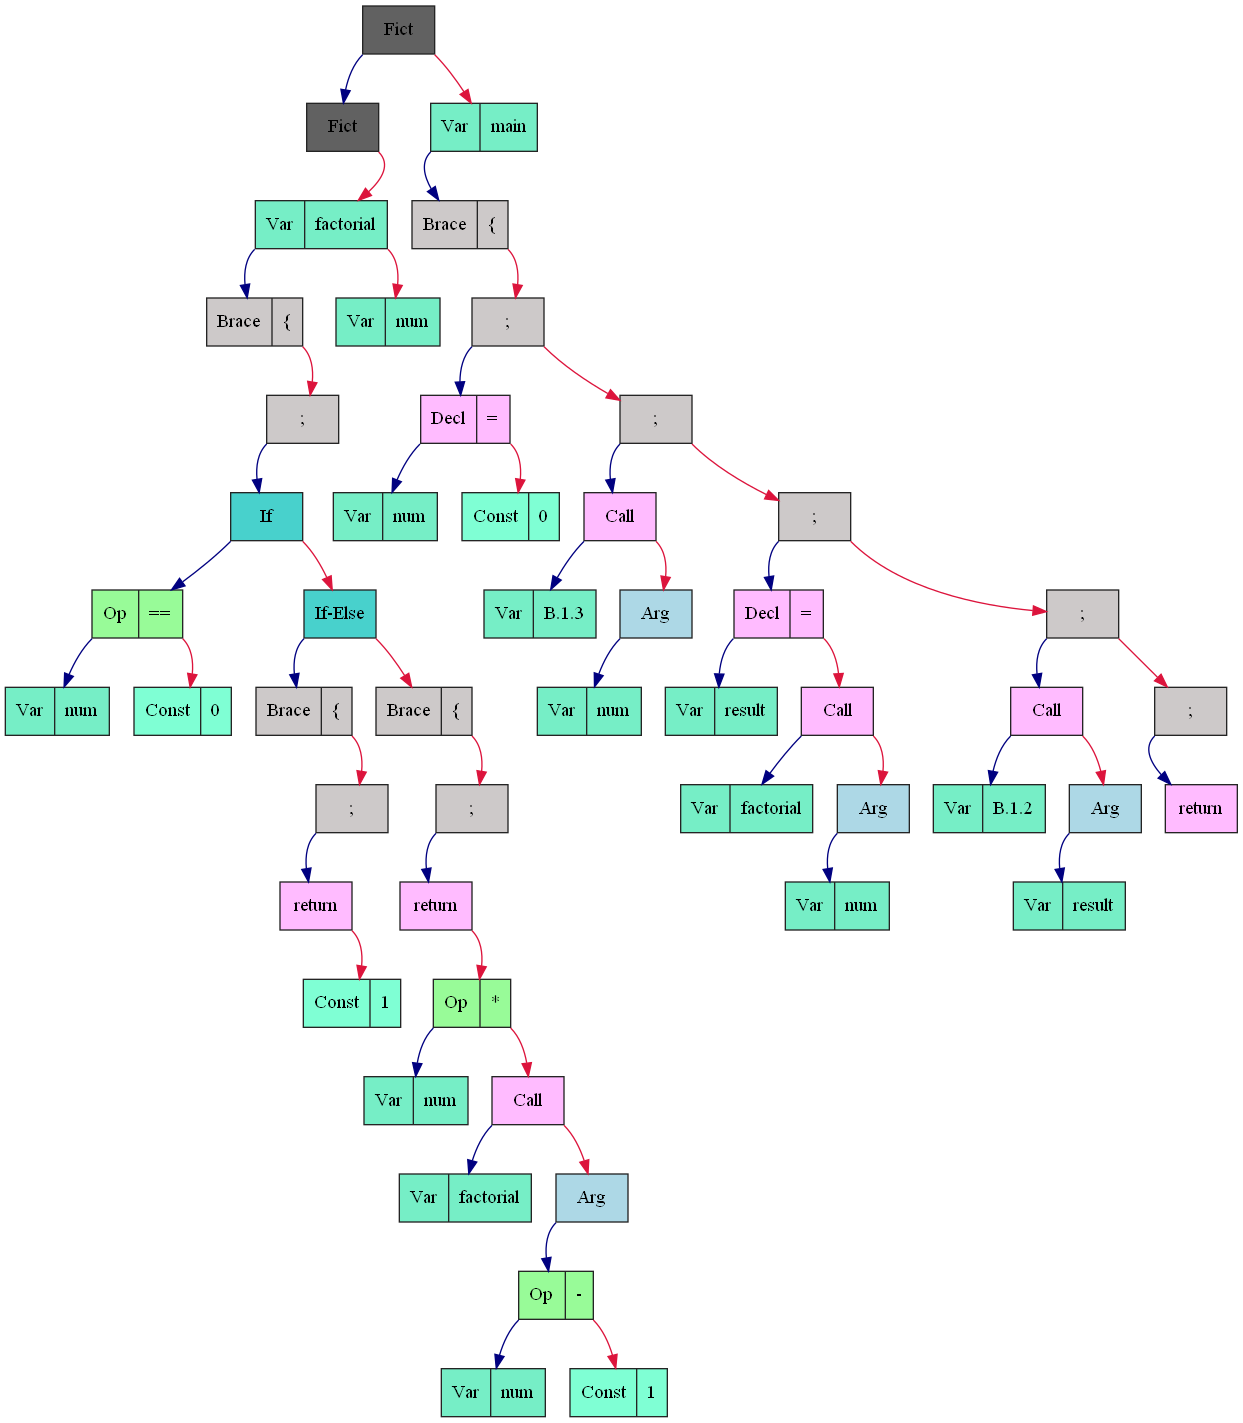 Fict
Fict
Var main
Var factorial
Brace {
Brace {
Var num
;
;
Decl =
;
If
Var num
Const 0
Call
;
Op ==
If-Else
Var B.1.3
Arg
Decl =
;
Var num
Const 0
Brace {
Brace {
Var num
Var result
Call
Call
;
;
;
Var factorial
Arg
Var B.1.2
Arg
return
return
return
Var num
Var result
Const 1
Op *
Var num
Call
Var factorial
Arg
Op -
Var num
Const 1